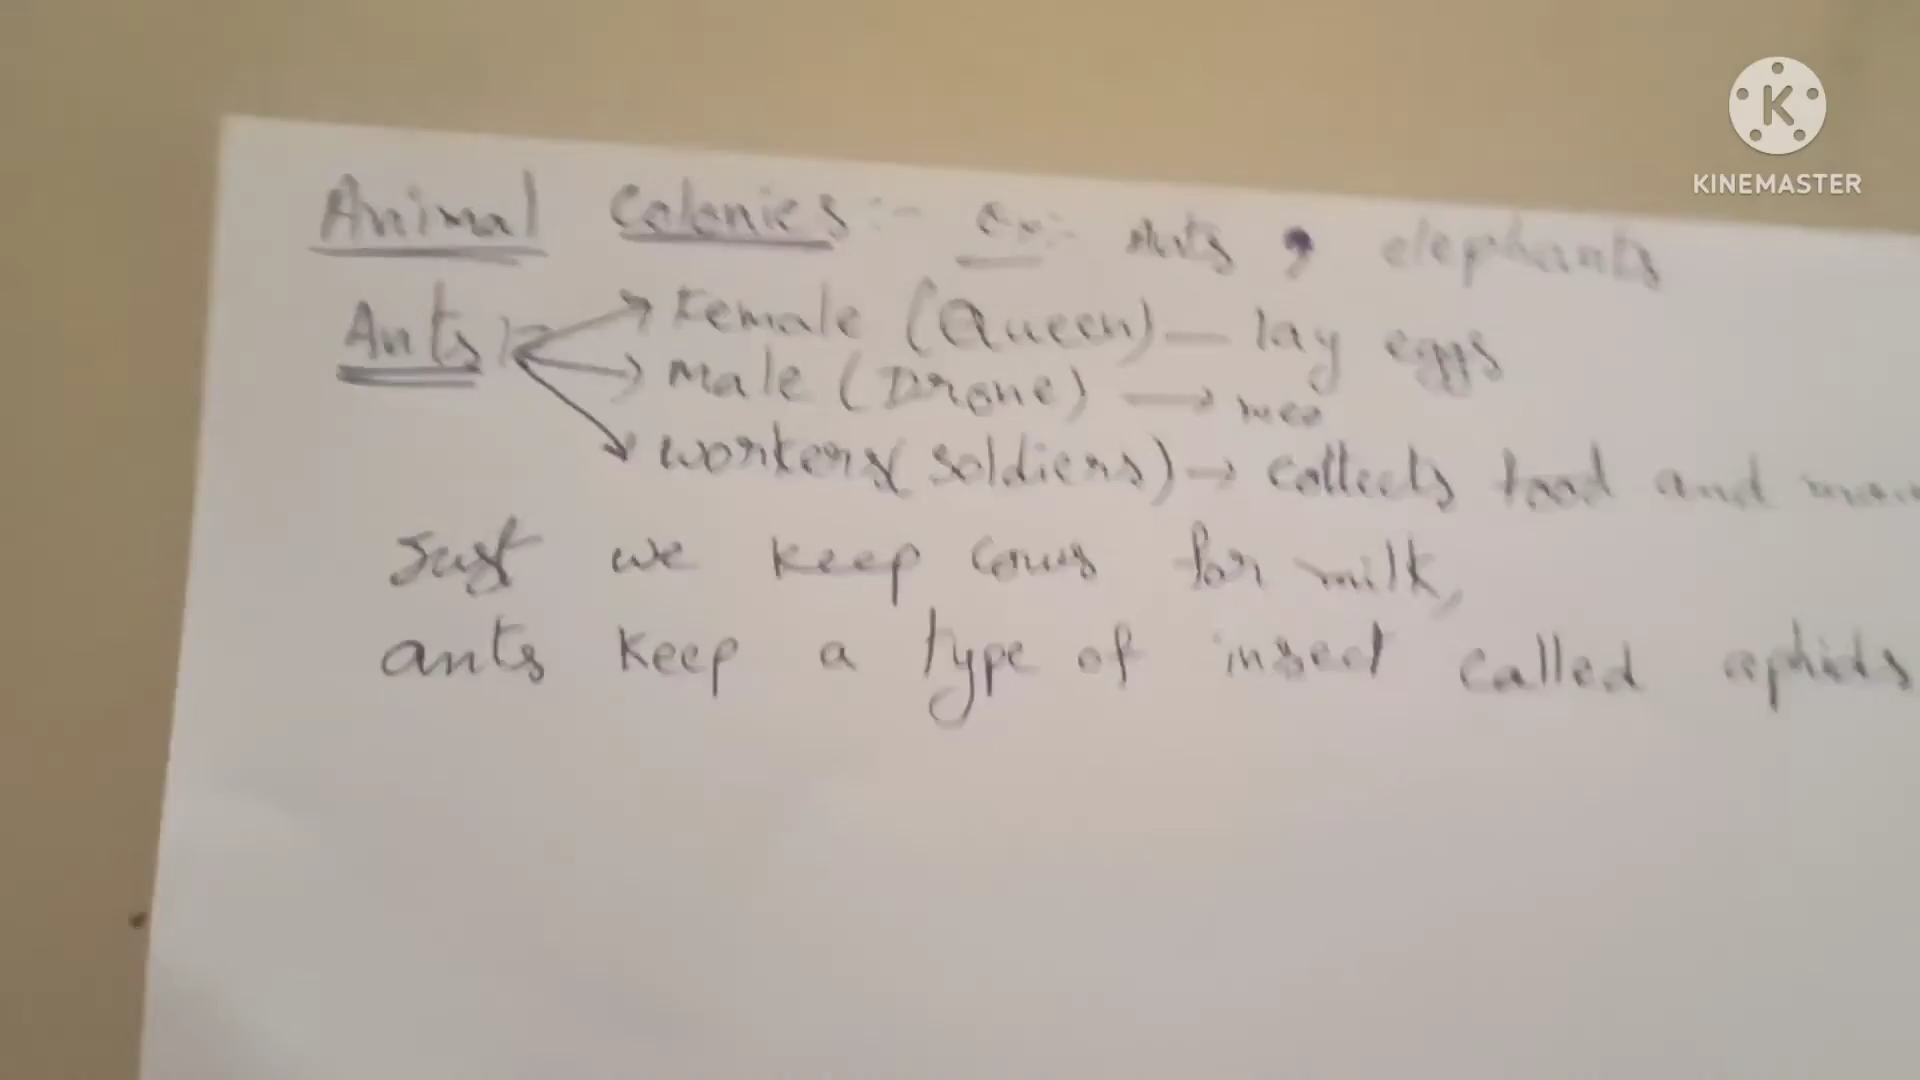 Animal Colonies:- ex:- Ants, elephants
Ants:- Female (Queen) — lay eggs
Male (Drone) →
workers (soldiers) → collects food and
Just we keep cows for milk,
ants keep a type of insect called aphids
KINEMASTER